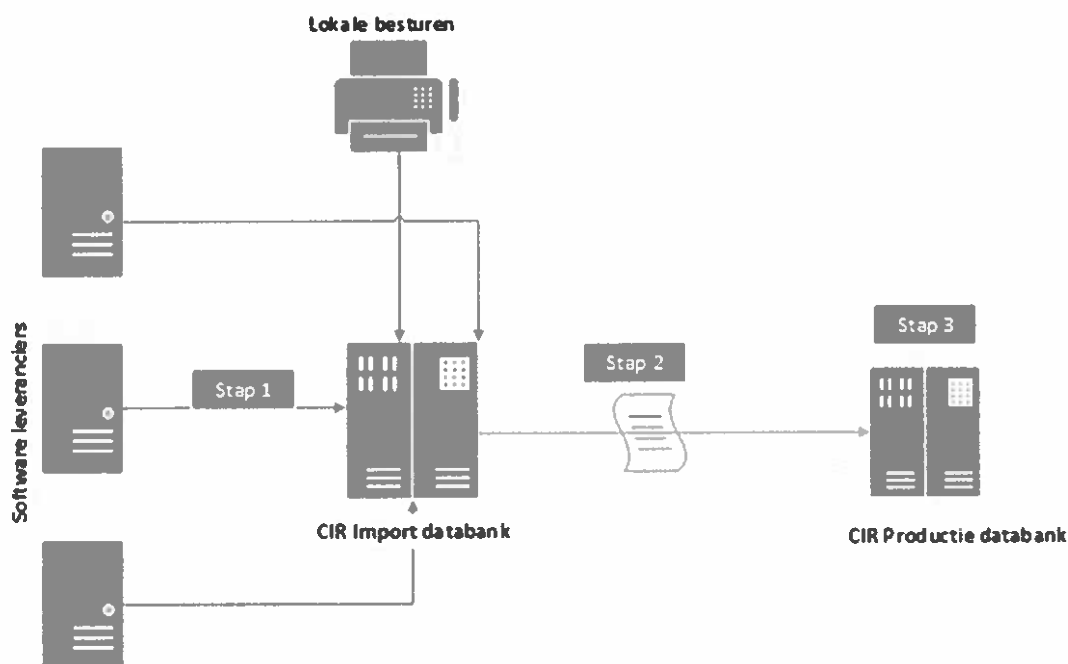 Lokale besturen
Software leveranciers
Stap 1
Stap 2
Stap 3
CIR Import databank
CIR Productie databank